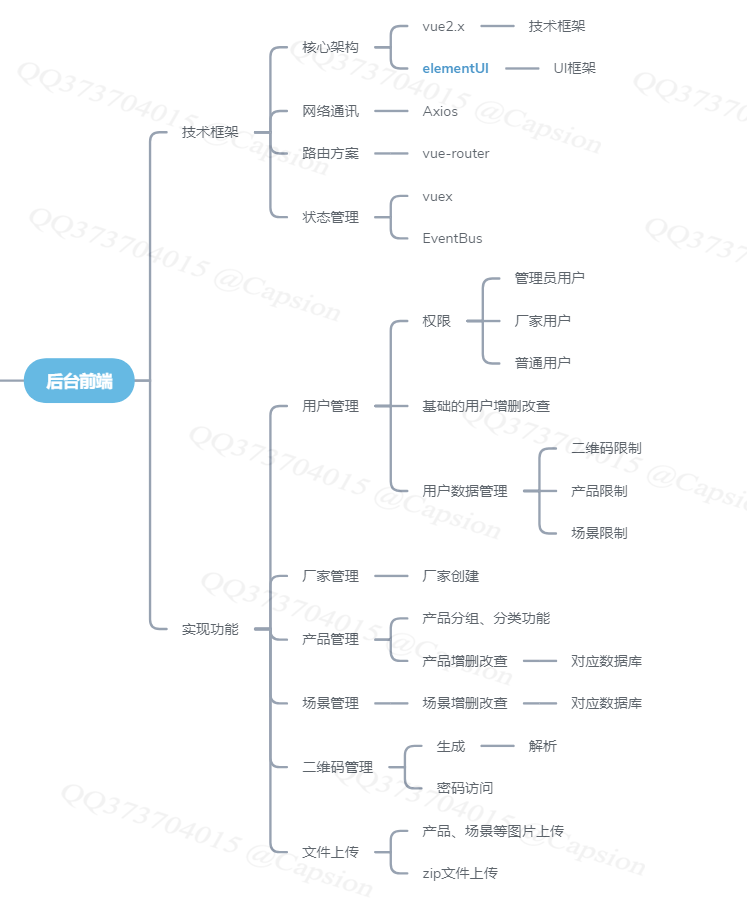 后台前端
技术框架
核心架构
vue2.x
技术框架
elementUI
UI框架
网络通讯
Axios
路由方案
vue-router
状态管理
vuex
EventBus
实现功能
用户管理
权限
管理员用户
厂家用户
普通用户
基础的用户增删改查
用户数据管理
二维码限制
产品限制
场景限制
厂家管理
厂家创建
产品管理
产品分组、分类功能
产品增删改查
对应数据库
场景管理
场景增删改查
对应数据库
二维码管理
生成
解析
密码访问
文件上传
产品、场景等图片上传
zip文件上传
QQ373704015 @Capsion
QQ373704015 @Capsion
QQ373704015 @Capsion
QQ373704015 @Capsion
QQ373704015 @Capsion
QQ373704015 @Capsion
QQ373704015 @Capsion
QQ373704015 @Capsion